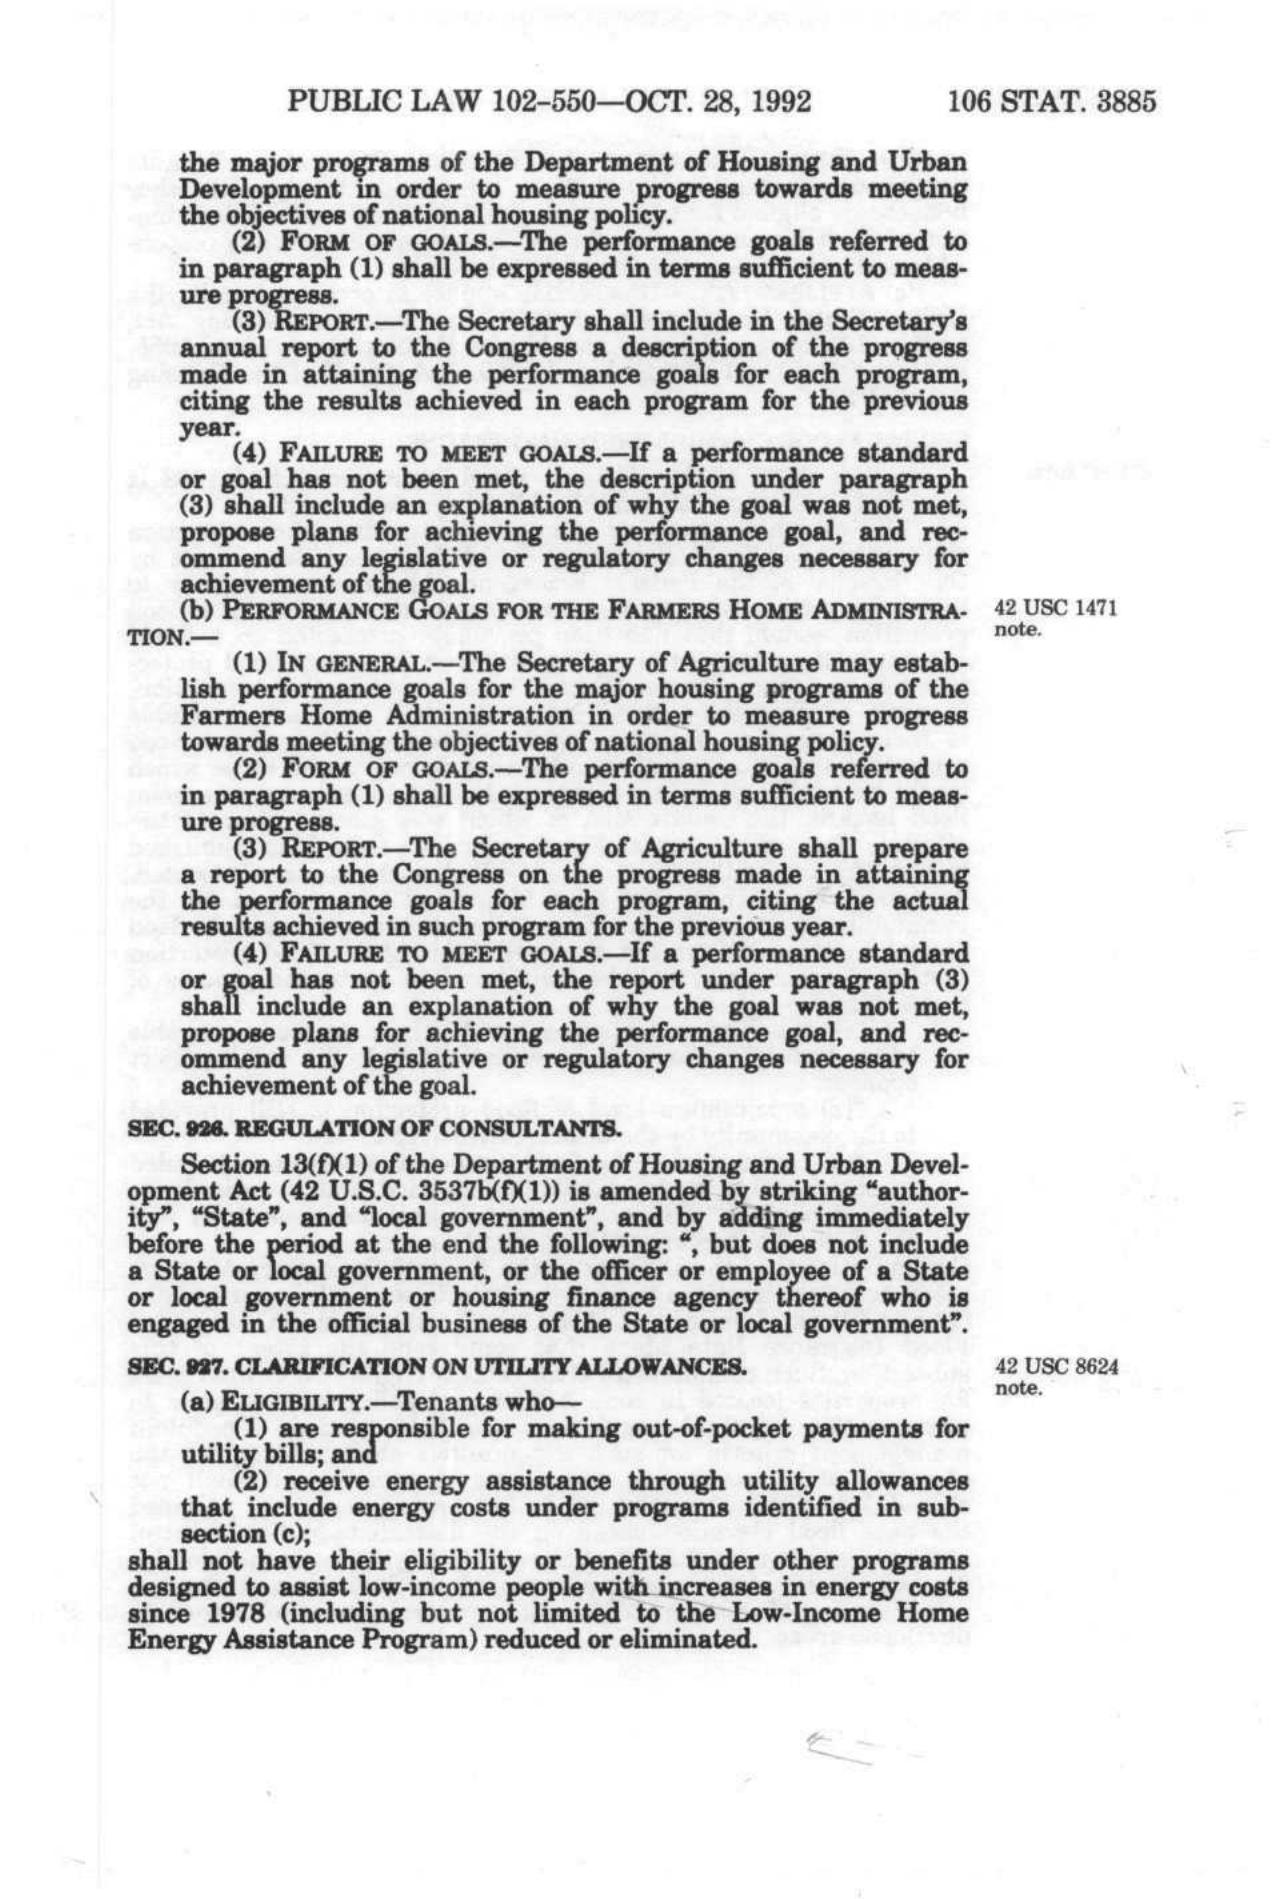 PUBLIC LAW 102–550—OCT. 28, 1992 106 STAT. 3885
the major programs of the Department of Housing and Urban
Development in order to measure progress towards meeting
the objectives of national housing policy.
(2) FORM OF GOALS.—The performance goals referred to
in paragraph (1) shall be expressed in terms sufficient to meas-
ure progress.
(3) REPORT.—The Secretary shall include in the Secretary's
annual report to the Congress a description of the progress
made in attaining the performance goals for each program,
citing the results achieved in each program for the previous
year.
(4) FAILURE TO MEET GOALS.—If a performance standard
or goal has not been met, the description under paragraph
(3) shall include an explanation of why the goal was not met,
propose plans for achieving the performance goal, and rec-
ommend any legislative or regulatory changes necessary for
achievement of the goal.
(b) PERFORMANCE GOALS FOR THE FARMERS HOME ADMINISTRA-
TION.—
42 USC 1471
note.
(1) IN GENERAL.—The Secretary of Agriculture may estab-
lish performance goals for the major housing programs of the
Farmers Home Administration in order to measure progress
towards meeting the objectives of national housing policy.
(2) FORM OF GOALS.—The performance goals referred to
in paragraph (1) shall be expressed in terms sufficient to meas-
ure progress.
(3) REPORT.—The Secretary of Agriculture shall prepare
a report to the Congress on the progress made in attaining
the performance goals for each program, citing the actual
results achieved in such program for the previous year.
(4) FAILURE TO MEET GOALS.—If a performance standard
or goal has not been met, the report under paragraph (3)
shall include an explanation of why the goal was not met,
propose plans for achieving the performance goal, and rec-
ommend any legislative or regulatory changes necessary for
achievement of the goal.
SEC. 926. REGULATION OF CONSULTANTS.
Section 13(f)(1) of the Department of Housing and Urban Devel-
opment Act (42 U.S.C. 3537b(f)(1)) is amended by striking “author-
ity”, “State”, and “local government”, and by adding immediately
before the period at the end the following: “, but does not include
a State or local government, or the officer or employee of a State
or local government or housing finance agency thereof who is
engaged in the official business of the State or local government”.
SEC. 927. CLARIFICATION ON UTILITY ALLOWANCES.
42 USC 8624
note.
(a) ELIGIBILITY.—Tenants who—
(1) are responsible for making out-of-pocket payments for
utility bills; and
(2) receive energy assistance through utility allowances
that include energy costs under programs identified in sub-
section (c);
shall not have their eligibility or benefits under other programs
designed to assist low-income people with increases in energy costs
since 1978 (including but not limited to the Low-Income Home
Energy Assistance Program) reduced or eliminated.